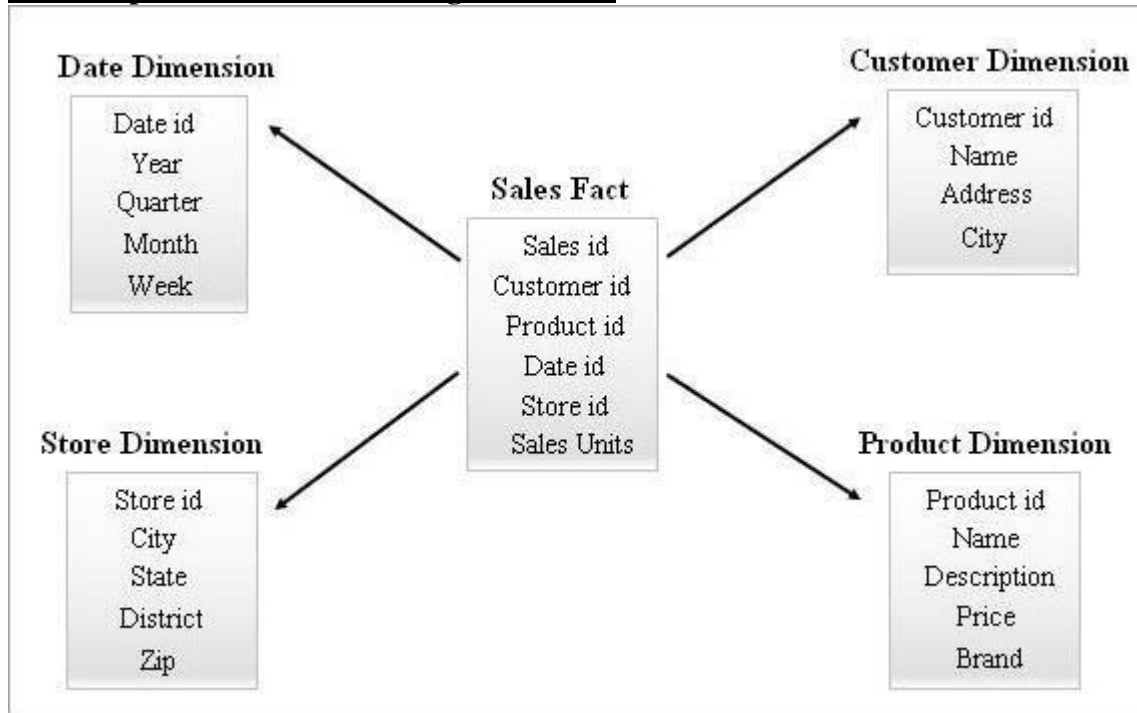 Date Dimension
Date id
Year
Quarter
Month
Week
Customer Dimension
Customer id
Name
Address
City
Sales Fact
Sales id
Customer id
Product id
Date id
Store id
Sales Units
Store Dimension
Store id
City
State
District
Zip
Product Dimension
Product id
Name
Description
Price
Brand